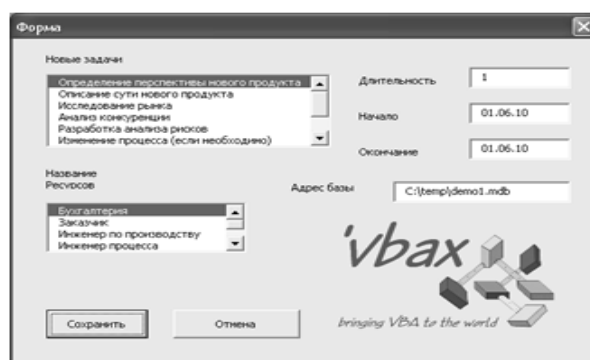 Форма
Новые задачи
Определение перспективы нового продукта
Описание сути нового продукта
Исследование рынка
Анализ конкуренции
Разработка анализа рисков
Изменение процесса (если необходимо)
Длительность
1
Начало
01.06.10
Окончание
01.06.10
Название
Ресурсов
Адрес базы
C:\temp\demo1.mdb
Бухгалтерия
Заказчик
Инженер по производству
Инженер процесса
'vbax
bringing VBA to the world
Сохранить
Отмена